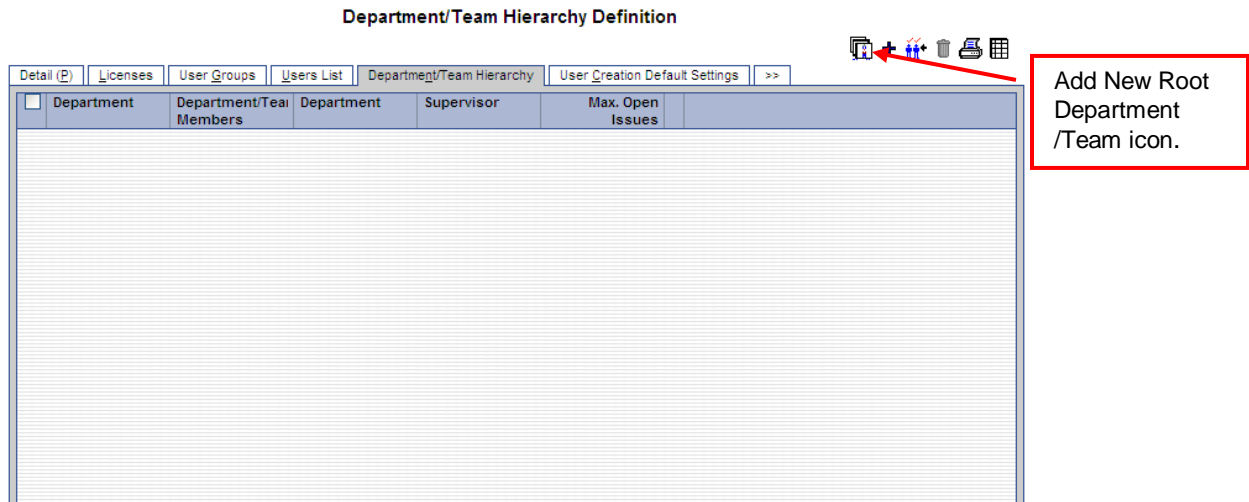 Department/Team Hierarchy Definition
Detail (P) Licenses User Groups Users List Department/Team Hierarchy User Creation Default Settings >>
Department Department/Tear Department Supervisor Max. Open
Members Issues
Add New Root
Department
/Team icon.